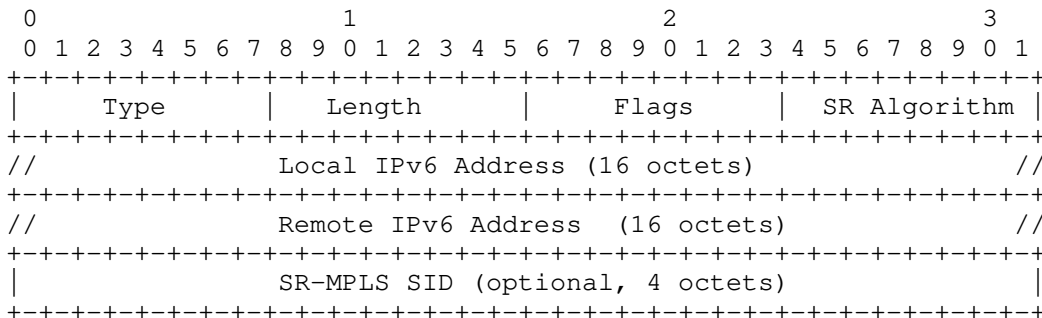 0                   1                   2                   3
 0 1 2 3 4 5 6 7 8 9 0 1 2 3 4 5 6 7 8 9 0 1 2 3 4 5 6 7 8 9 0 1
+-+-+-+-+-+-+-+-+-+-+-+-+-+-+-+-+-+-+-+-+-+-+-+-+-+-+-+-+-+-+-+-+
|     Type      |   Length      |     Flags     |  SR Algorithm |
+-+-+-+-+-+-+-+-+-+-+-+-+-+-+-+-+-+-+-+-+-+-+-+-+-+-+-+-+-+-+-+-+
//               Local IPv6 Address (16 octets)                //
+-+-+-+-+-+-+-+-+-+-+-+-+-+-+-+-+-+-+-+-+-+-+-+-+-+-+-+-+-+-+-+-+
//               Remote IPv6 Address  (16 octets)              //
+-+-+-+-+-+-+-+-+-+-+-+-+-+-+-+-+-+-+-+-+-+-+-+-+-+-+-+-+-+-+-+-+
|                SR-MPLS SID (optional, 4 octets)               |
+-+-+-+-+-+-+-+-+-+-+-+-+-+-+-+-+-+-+-+-+-+-+-+-+-+-+-+-+-+-+-+-+